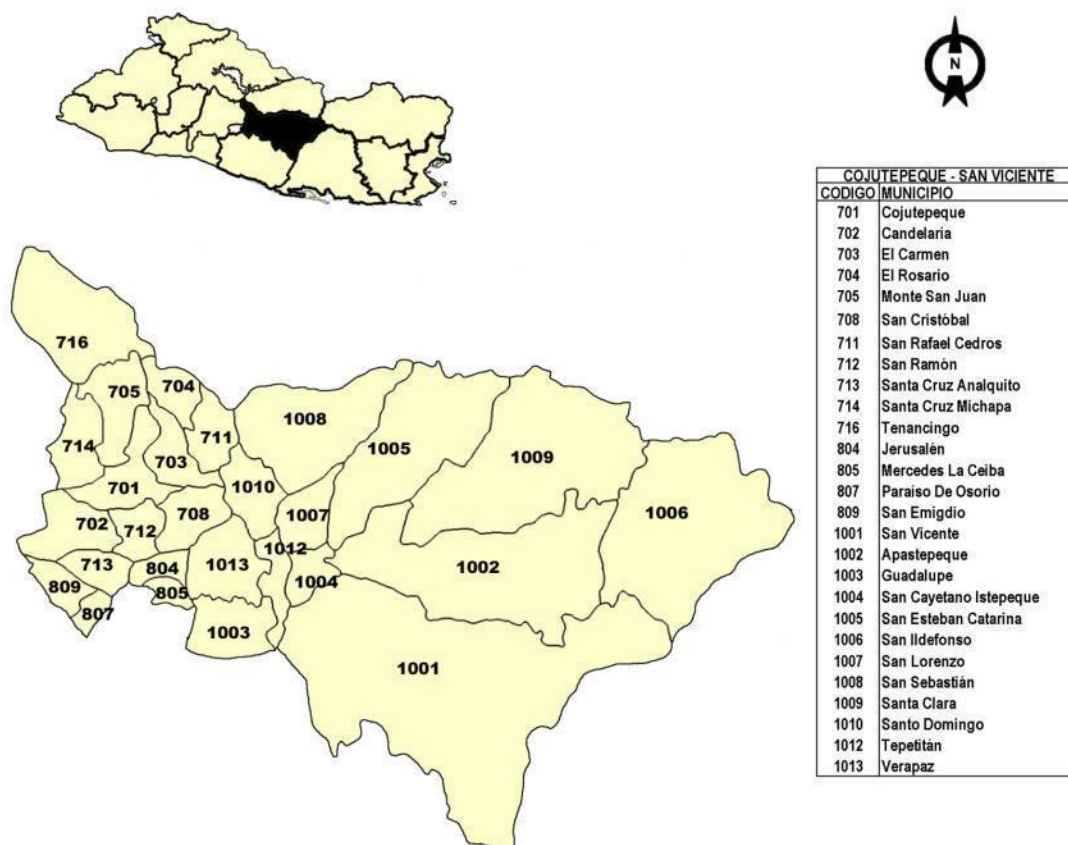 N
COJUTEPEQUE - SAN VICIENTE
CODIGO MUNICIPIO
701 Cojutepeque
702 Candelaria
703 El Carmen
704 El Rosario
705 Monte San Juan
708 San Cristóbal
711 San Rafael Cedros
712 San Ramón
713 Santa Cruz Analquito
714 Santa Cruz Michapa
716 Tenancingo
804 Jerusalén
805 Mercedes La Ceiba
807 Paraiso De Osorio
809 San Emigdio
1001 San Vicente
1002 Apastepeque
1003 Guadalupe
1004 San Cayetano Istepeque
1005 San Esteban Catarina
1006 San Ildefonso
1007 San Lorenzo
1008 San Sebastián
1009 Santa Clara
1010 Santo Domingo
1012 Tepetitán
1013 Verapaz
716
705
704
1008
711
714
1005
1009
703
701
1010
708
1007
1006
702
712
1012
713
804
1013
1002
809
805
1004
807
1003
1001